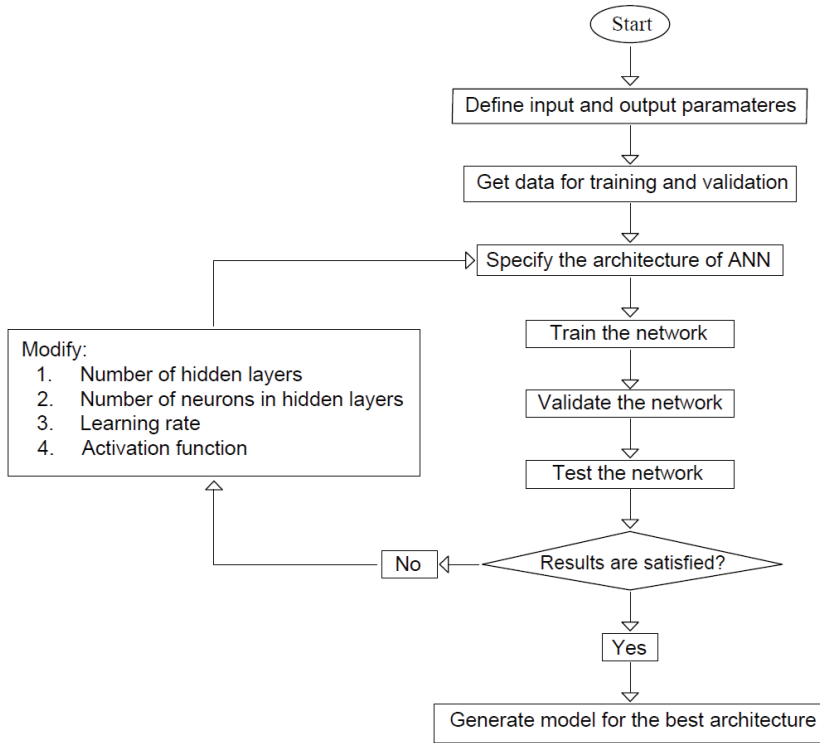 Start
Define input and output paramateres
Get data for training and validation
Specify the architecture of ANN
Train the network
Validate the network
Test the network
Results are satisfied?
No
Modify:
1. Number of hidden layers
2. Number of neurons in hidden layers
3. Learning rate
4. Activation function
Yes
Generate model for the best architecture